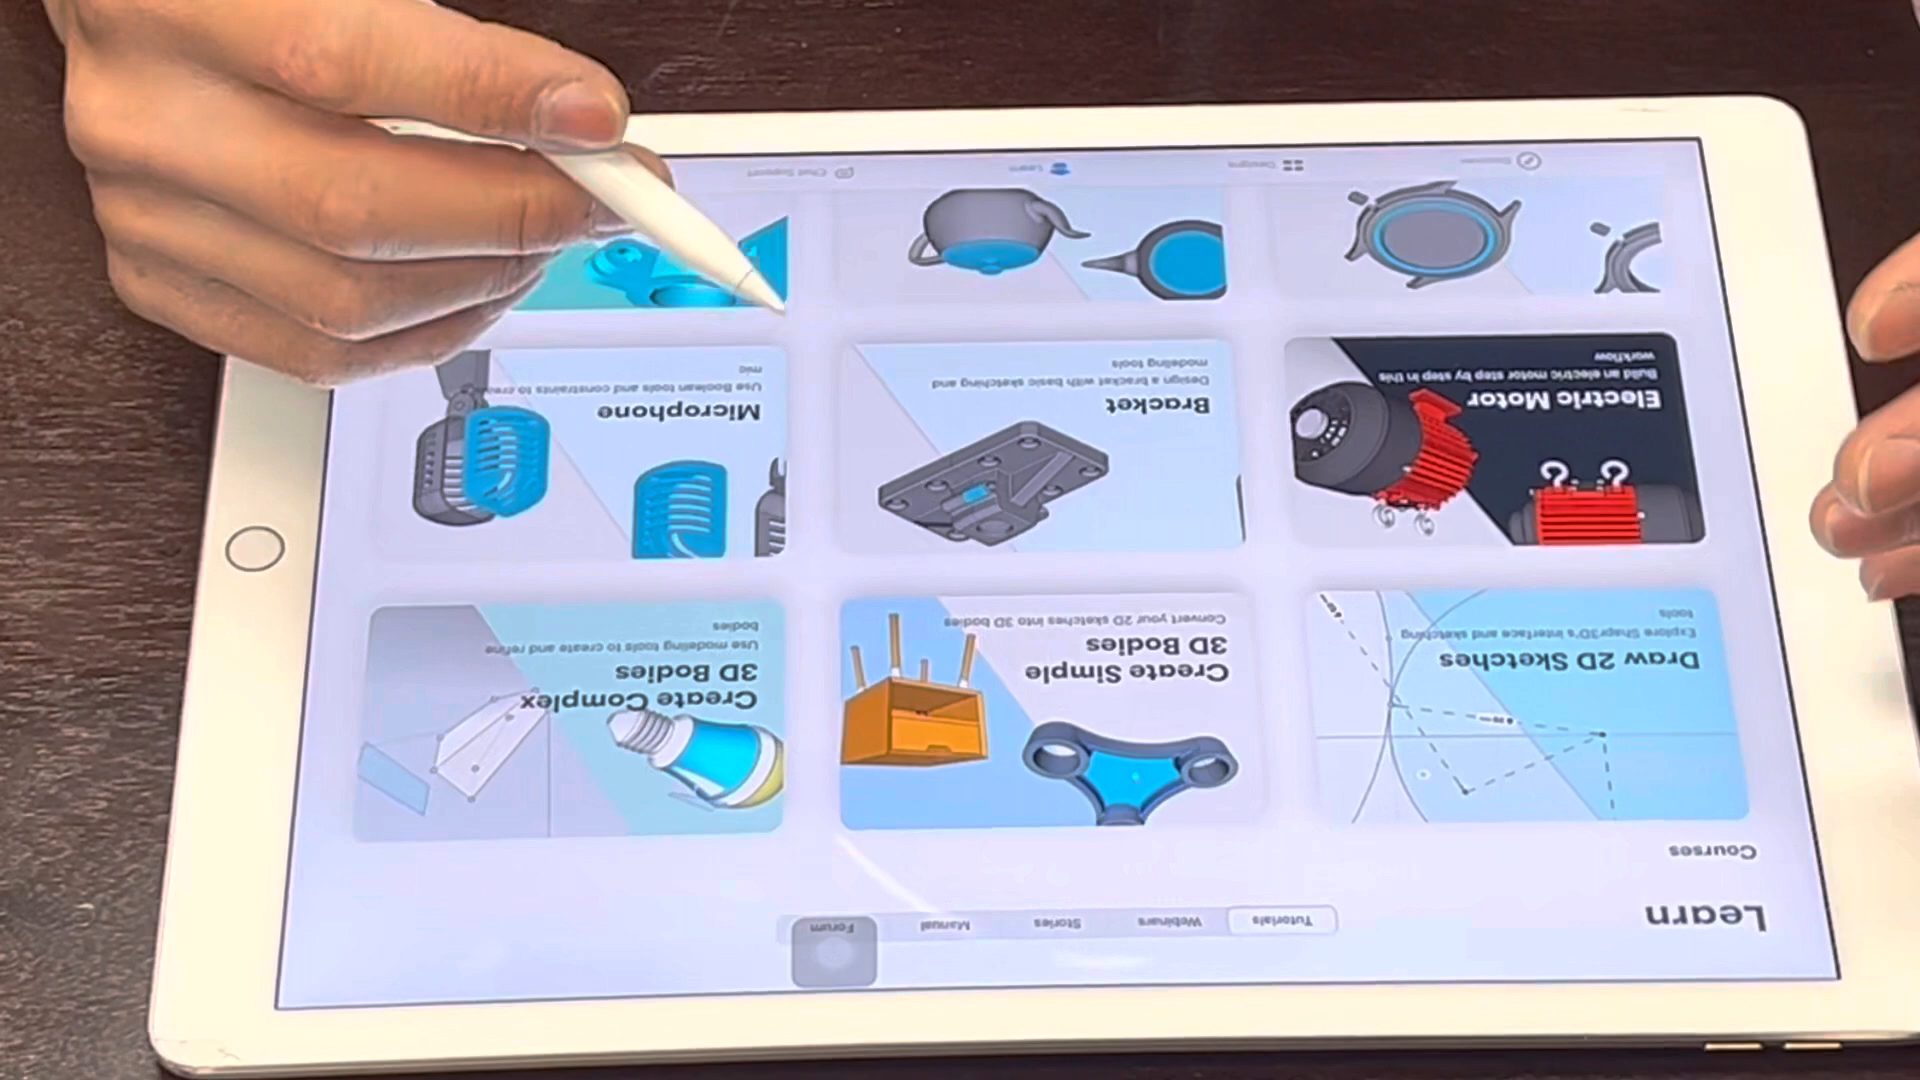 Learn
Tutorials
Webinars
Stories
Manual
Forum
Courses
Draw 2D Sketches
Explore Shapr3D's interface and sketching
tools
Create Simple
3D Bodies
Convert your 2D sketches into 3D bodies
Create Complex
3D Bodies
Use modeling tools to create and refine
bodies
Electric Motor
Build an electric motor step by step in this
workflow
Bracket
Design a bracket with basic sketching and
modeling tools
Microphone
Use Boolean tools and constraints to create
mic
Discover
Designs
Learn
Chat Support